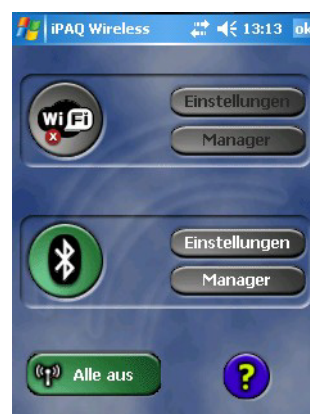 iPAQ Wireless 13:13 ok
Wi Fi
Einstellungen
Manager
Einstellungen
Manager
Alle aus
?